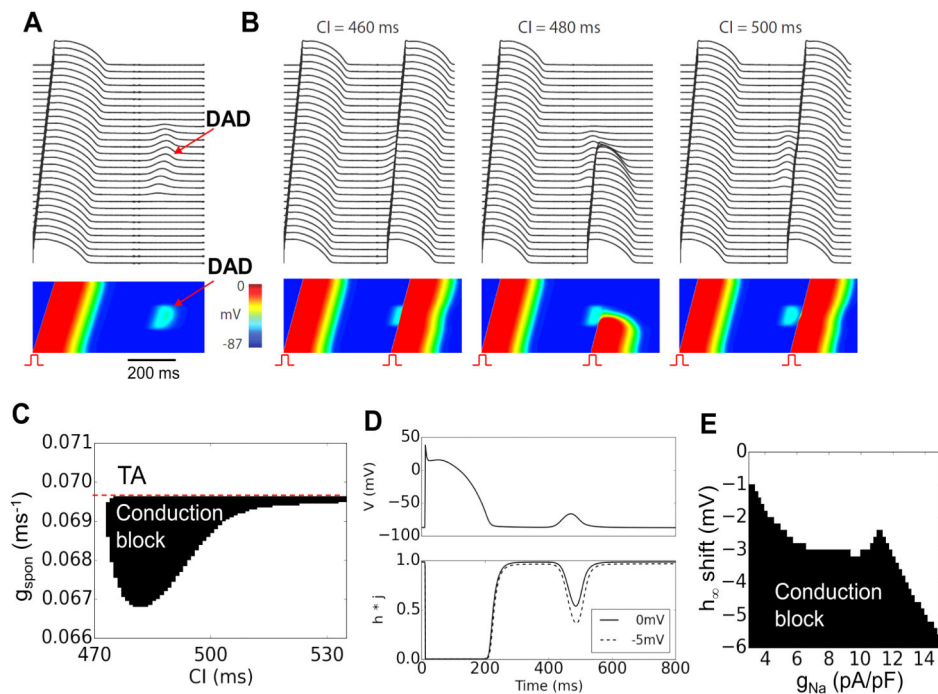 A
B
CI = 460 ms
CI = 480 ms
CI = 500 ms
DAD
DAD
0
mV
-87
200 ms
C
0.071
0.070
0.069
0.068
0.067
0.066
g_spon (ms⁻¹)
TA
Conduction
block
470
500
530
CI (ms)
D
50
0
−50
−100
V (mV)
1.0
0.5
0.0
h * j
0mV
-5mV
0
200
400
600
800
Time (ms)
E
0
−1
−2
−3
−4
−5
−6
h∞ shift (mV)
Conduction
block
4
6
8
10
12
14
g_Na (pA/pF)